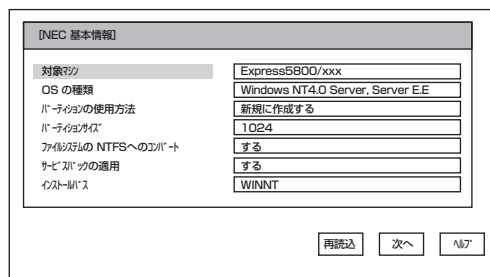 [NEC 基本情報]
対象ﾏｼﾝ Express5800/xxx
OS の種類 Windows NT4.0 Server, Server E.E
ﾊﾟｰﾃｨｼｮﾝの使用方法 新規に作成する
ﾊﾟｰﾃｨｼｮﾝｻｲｽﾞ 1024
ﾌｧｲﾙｼｽﾃﾑの NTFSへのｺﾝﾊﾞｰﾄ する
ｻｰﾋﾞｽﾊﾟｯｸの適用 する
ｲﾝｽﾄｰﾙﾊﾟｽ WINNT
再読込 次へ ﾍﾙﾌﾟ